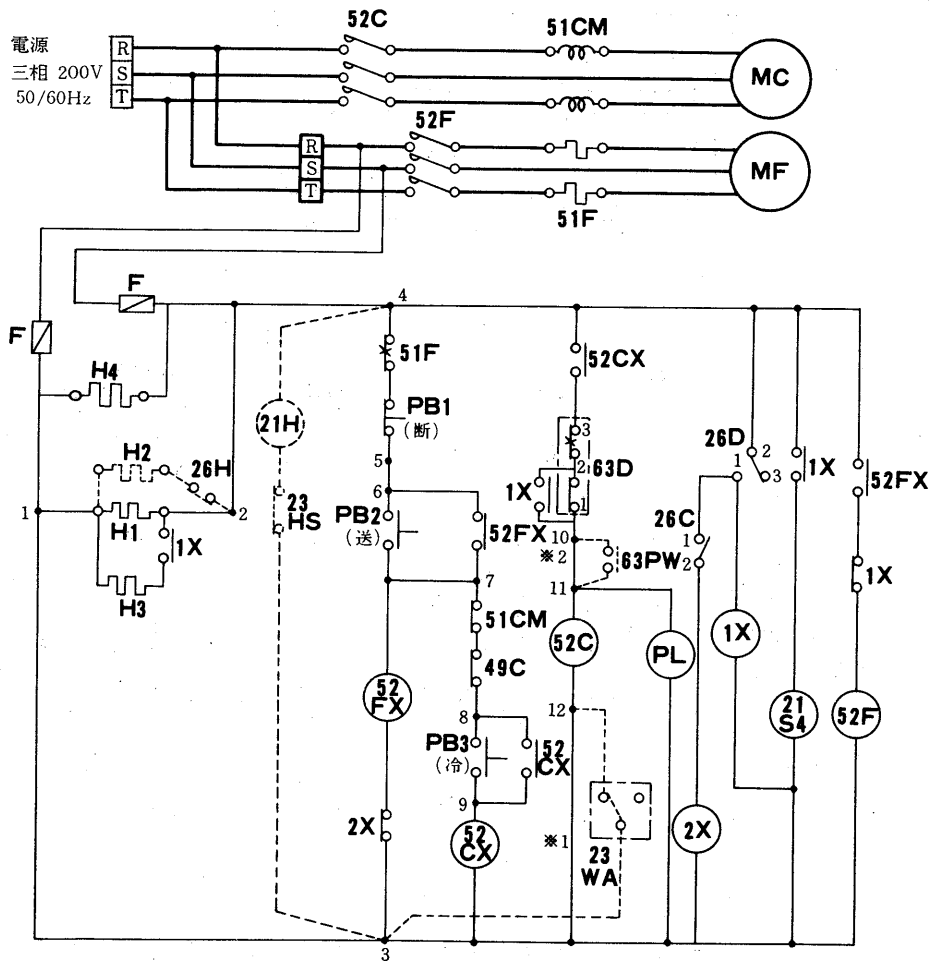 電源
三相 200V
50/60Hz
R
S
T
52C
51CM
MC
52F
R
S
T
51F
MF
F
F
4
H4
51F
52CX
21H
PB1
(断)
3
2
63D
1
26D
2
1
3
1X
52FX
H2
26H
5
6
1X
1
2
H1
1X
23
HS
PB2
(送)
52FX
10
※2
63PW
26C
1
2
1X
H3
7
11
51CM
52C
PL
1X
49C
52
FX
21
S4
52F
8
12
PB3
(冷)
52
CX
2X
9
※1
52
CX
23
WA
2X
3